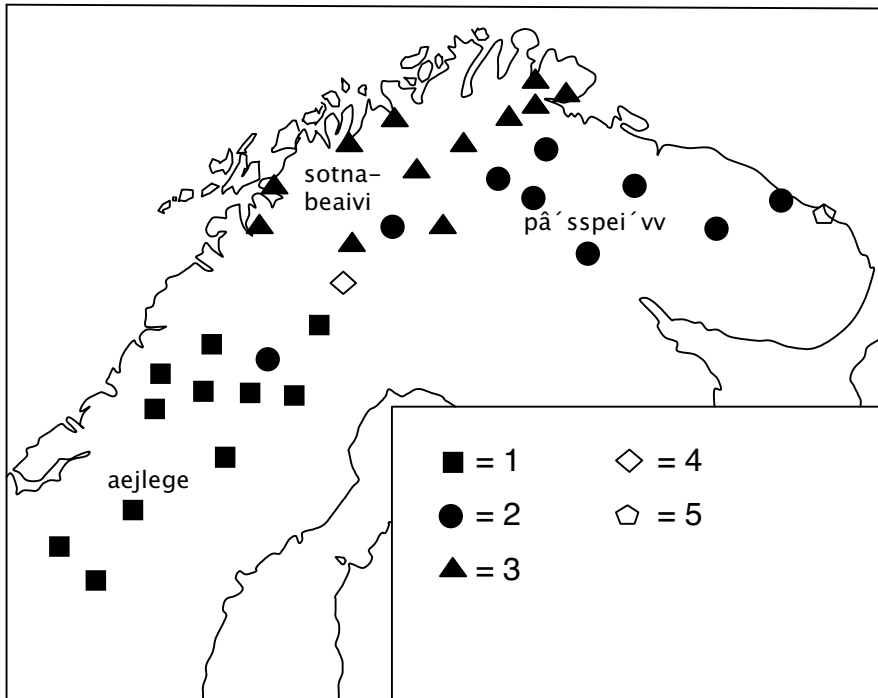 sotna-
beaivi
pâ´sspei´vv
aejlege
= 1
= 2
= 3
= 4
= 5